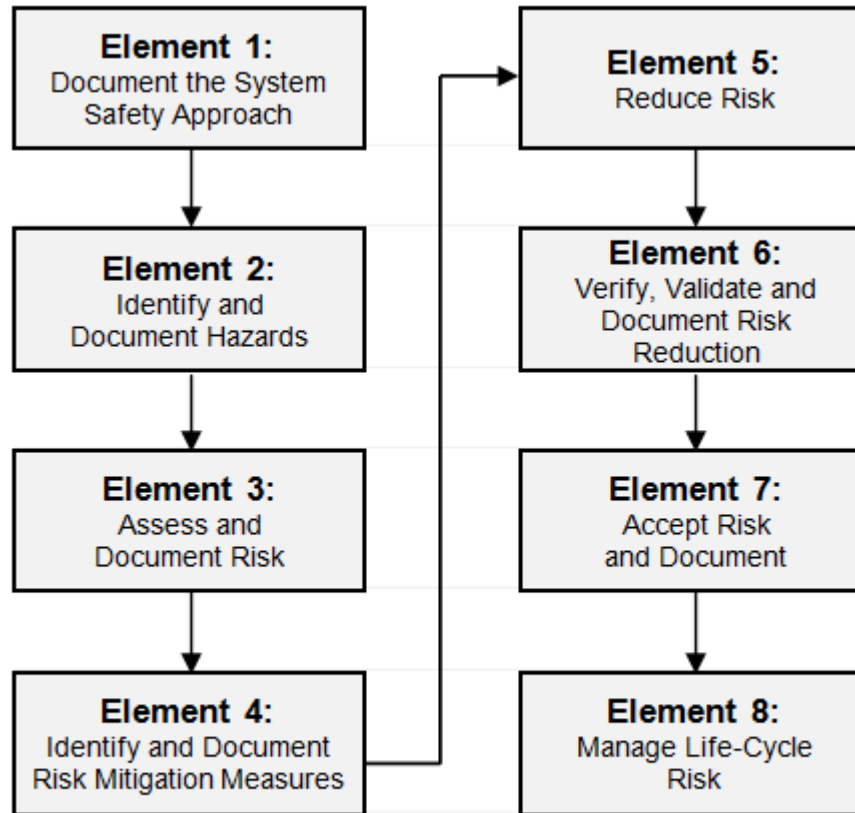 Element 1:
Document the System
Safety Approach
Element 2:
Identify and
Document Hazards
Element 3:
Assess and
Document Risk
Element 4:
Identify and Document
Risk Mitigation Measures
Element 5:
Reduce Risk
Element 6:
Verify, Validate and
Document Risk
Reduction
Element 7:
Accept Risk
and Document
Element 8:
Manage Life-Cycle
Risk